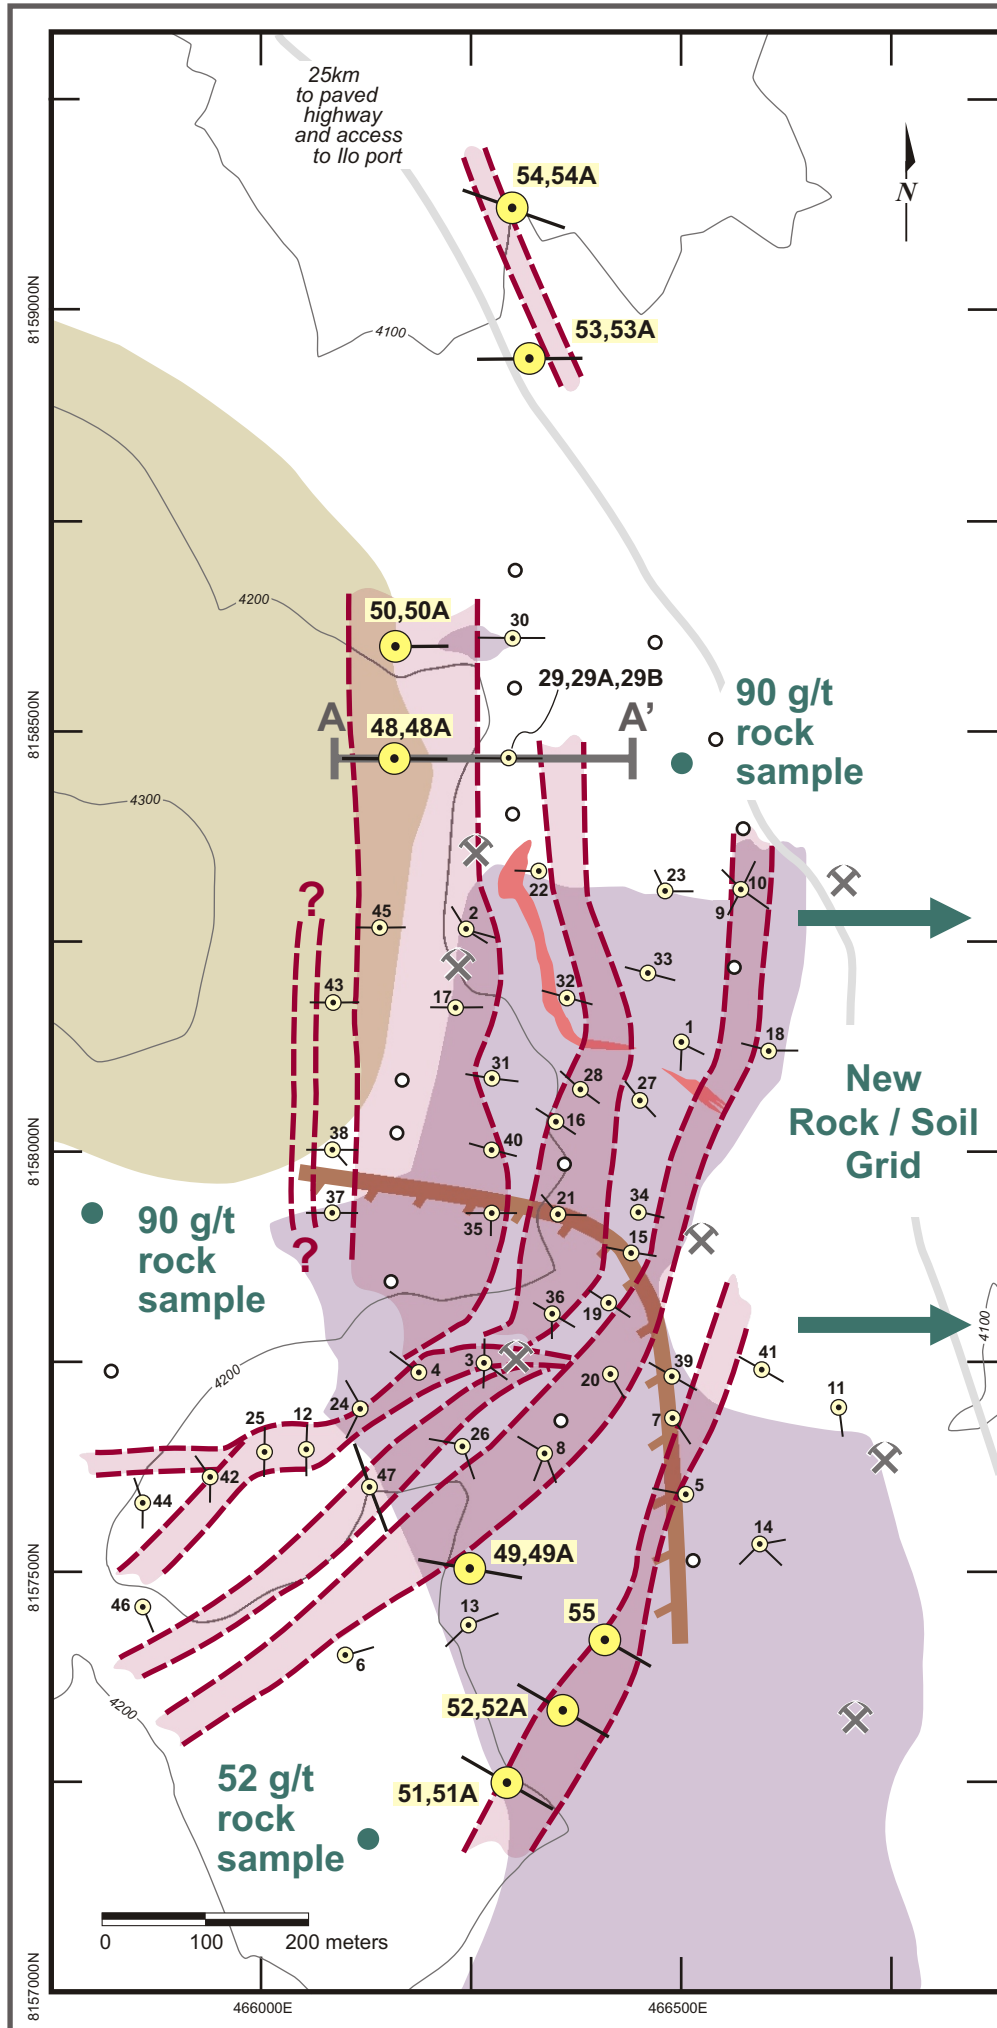 25km
to paved
highway
and access
to Ilo port
54,54A
N
8159000N
53,53A
4100
4200
50,50A
30
29,29A,29B
90 g/t
rock
sample
A
A’
48,48A
8158500N
4300
22
23
10
9
?
45
2
33
43
17
32
1
18
31
28
27
16
New
Rock / Soil
Grid
38
40
8158000N
37
35
21
34
15
90 g/t
rock
sample
?
36
19
4100
4
3
20
39
41
4200
24
11
25
12
7
26
8
42
47
5
44
14
49,49A
8157500N
46
13
55
6
52,52A
4200
51,51A
52 g/t
rock
sample
0
100
200 meters
8157000N
466000E
466500E